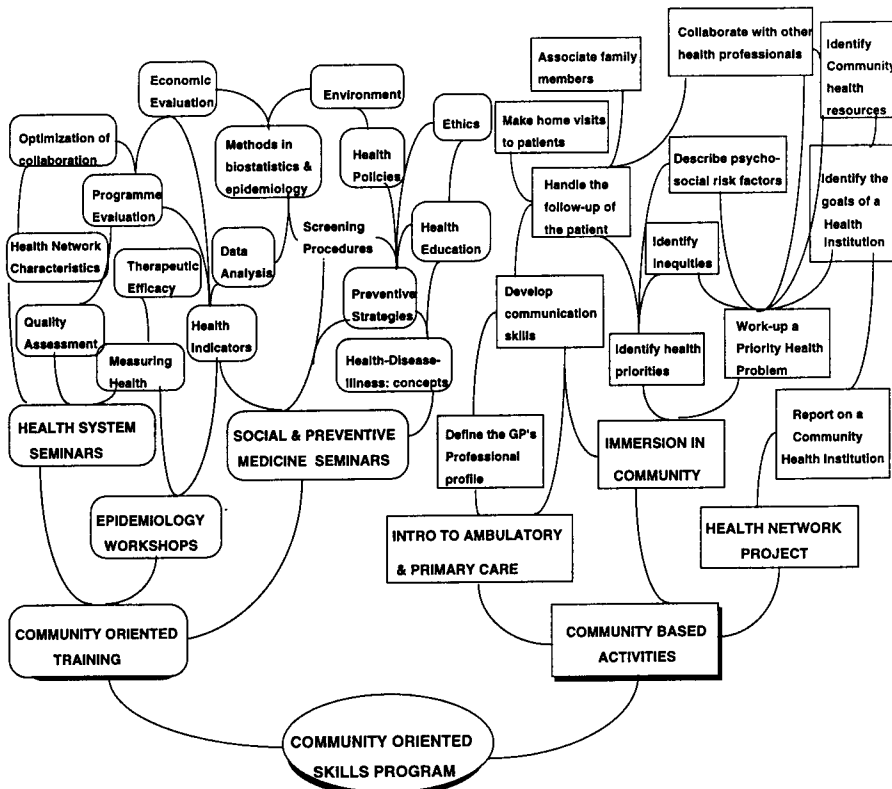 Economic
Evaluation
Environment
Associate family
members
Collaborate with other
health professionals
Identify
Community
health
resources
Optimization of
collaboration
Methods in
biostatistics &
epidemiology
Health
Policies
Ethics
Make home visits
to patients
Describe psycho-
social risk factors
Programme
Evaluation
Handle the
follow-up of
the patient
Identify the
goals of a
Health
Institution
Health Network
Characteristics
Therapeutic
Efficacy
Data
Analysis
Screening
Procedures
Health
Education
Identify
inequities
Quality
Assessment
Measuring
Health
Health
Indicators
Preventive
Strategies
Health-Disease-
Illness: concepts
Develop
communication
skills
Identify health
priorities
Work-up a
Priority Health
Problem
HEALTH SYSTEM
SEMINARS
SOCIAL & PREVENTIVE
MEDICINE SEMINARS
Define the GP's
Professional
profile
IMMERSION IN
COMMUNITY
Report on a
Community
Health Institution
EPIDEMIOLOGY
WORKSHOPS
INTRO TO AMBULATORY
& PRIMARY CARE
HEALTH NETWORK
PROJECT
COMMUNITY ORIENTED
TRAINING
COMMUNITY BASED
ACTIVITIES
COMMUNITY ORIENTED
SKILLS PROGRAM